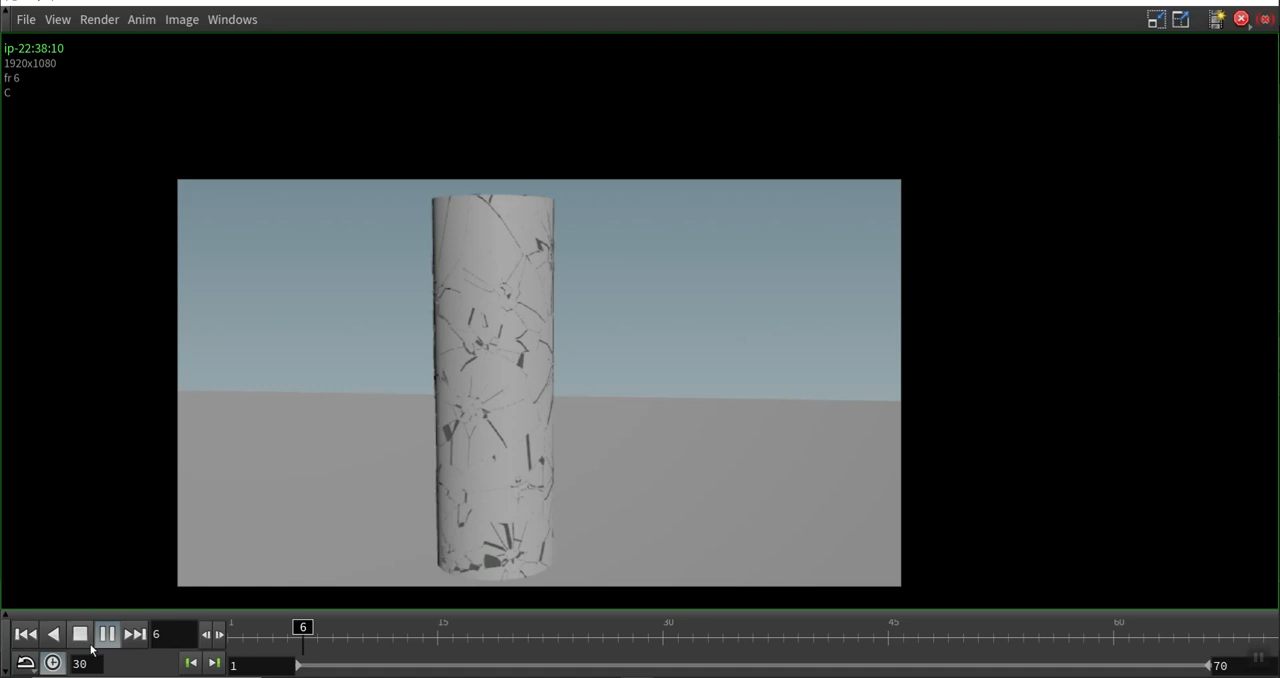 File View Render Anim Image Windows
ip-22:38:10
1920x1080
fr 6
C
6
1 6 15 30 45 60
30
1
70